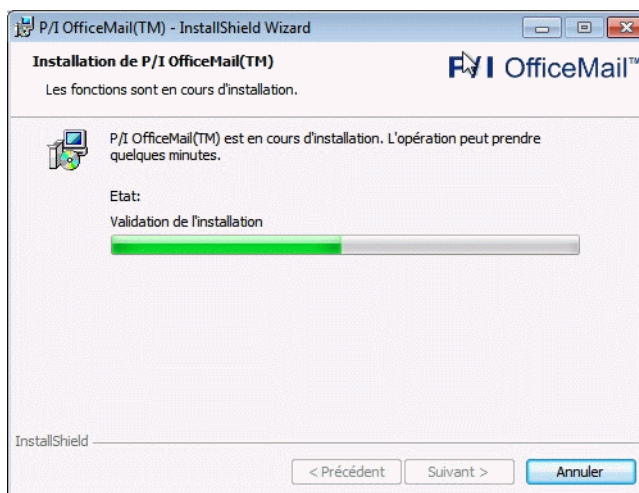 P/I OfficeMail(TM) - InstallShield Wizard
Installation de P/I OfficeMail(TM)
Les fonctions sont en cours d'installation.
P/I OfficeMail™
P/I OfficeMail(TM) est en cours d'installation. L'opération peut prendre
quelques minutes.
Etat:
Validation de l'installation
InstallShield
< Précédent
Suivant >
Annuler